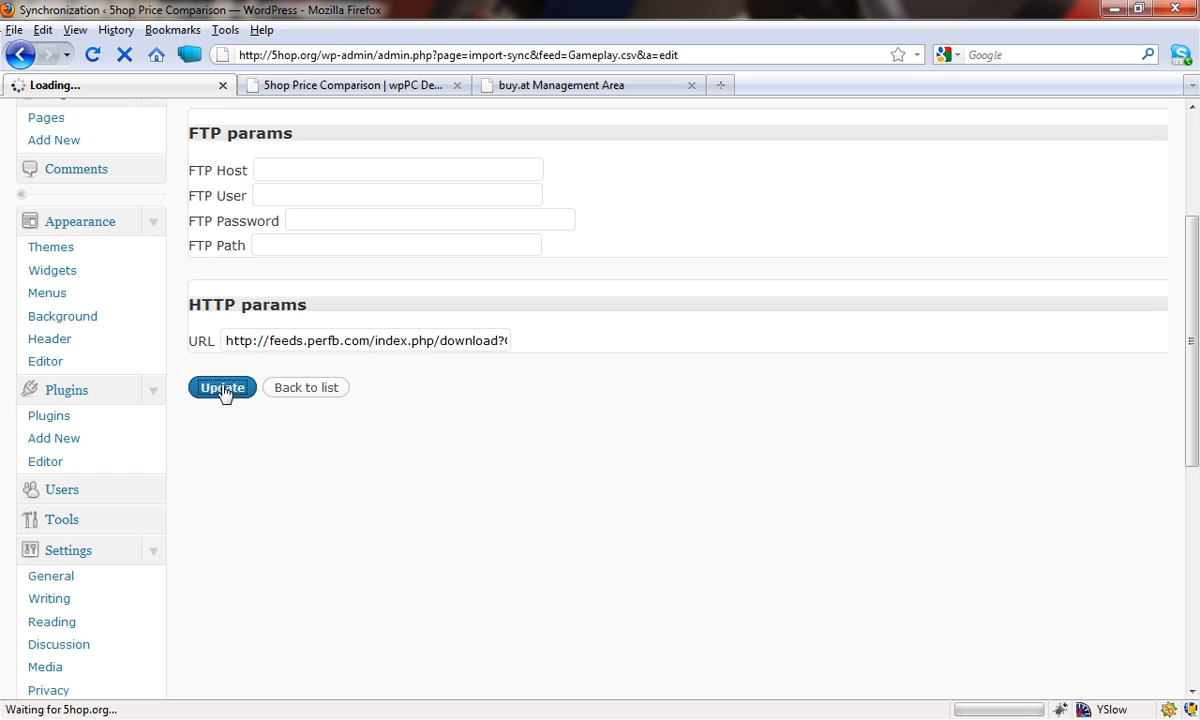 Synchronization ‹ 5hop Price Comparison — WordPress - Mozilla Firefox
File Edit View History Bookmarks Tools Help
http://5hop.org/wp-admin/admin.php?page=import-sync&feed=Gameplay.csv&a=edit
Google
Loading...
5hop Price Comparison | wpPC De...
buy.at Management Area
Pages
Add New
Comments
Appearance
Themes
Widgets
Menus
Background
Header
Editor
Plugins
Plugins
Add New
Editor
Users
Tools
Settings
General
Writing
Reading
Discussion
Media
Privacy
FTP params
FTP Host
FTP User
FTP Password
FTP Path
HTTP params
URL http://feeds.perfb.com/index.php/download?
Update Back to list
Waiting for 5hop.org...
YSlow